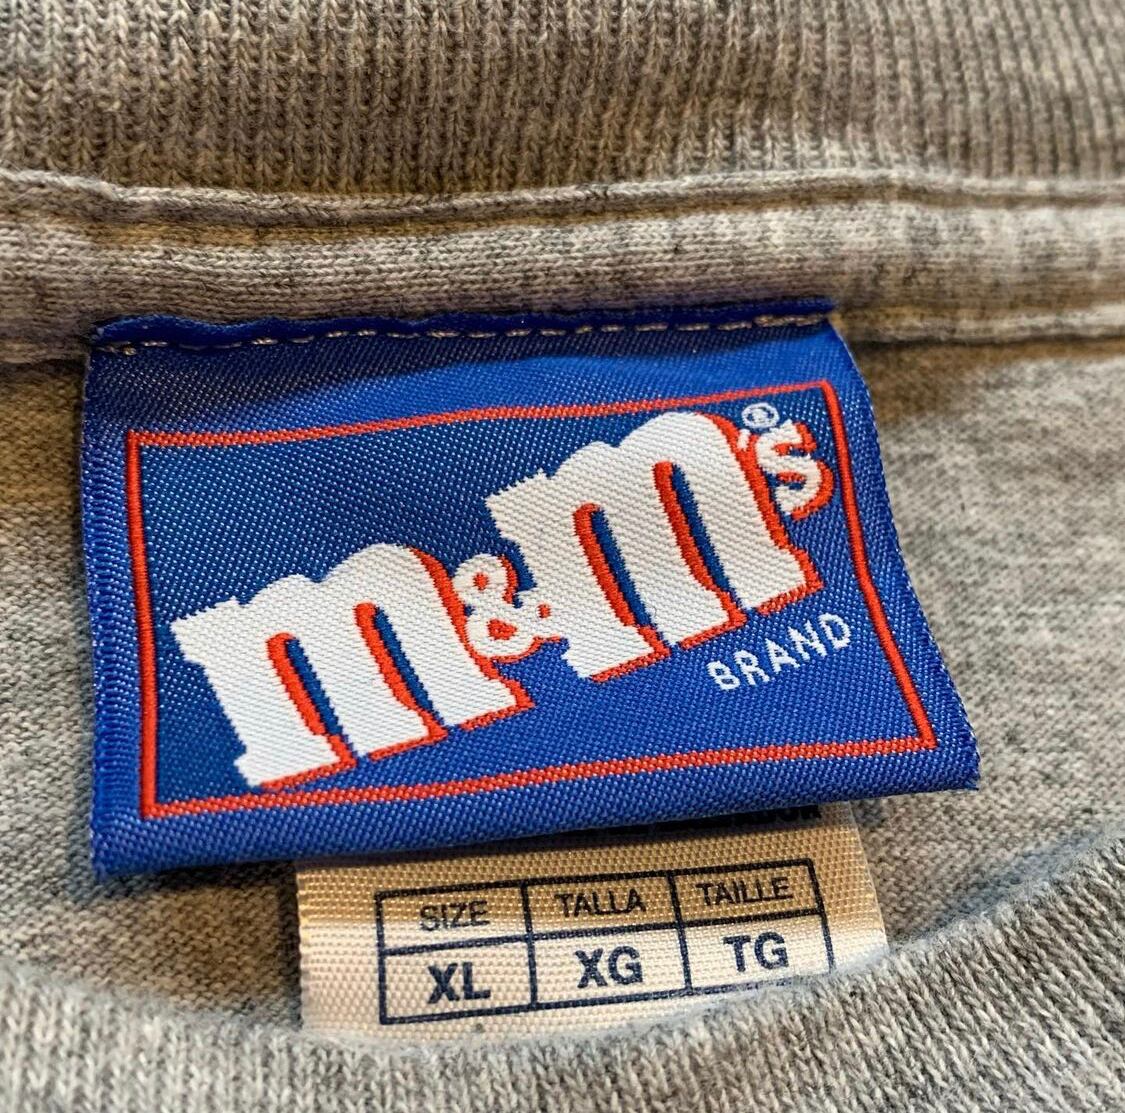 m&m's®
BRAND
SIZE TALLA TAILLE
XL XG TG